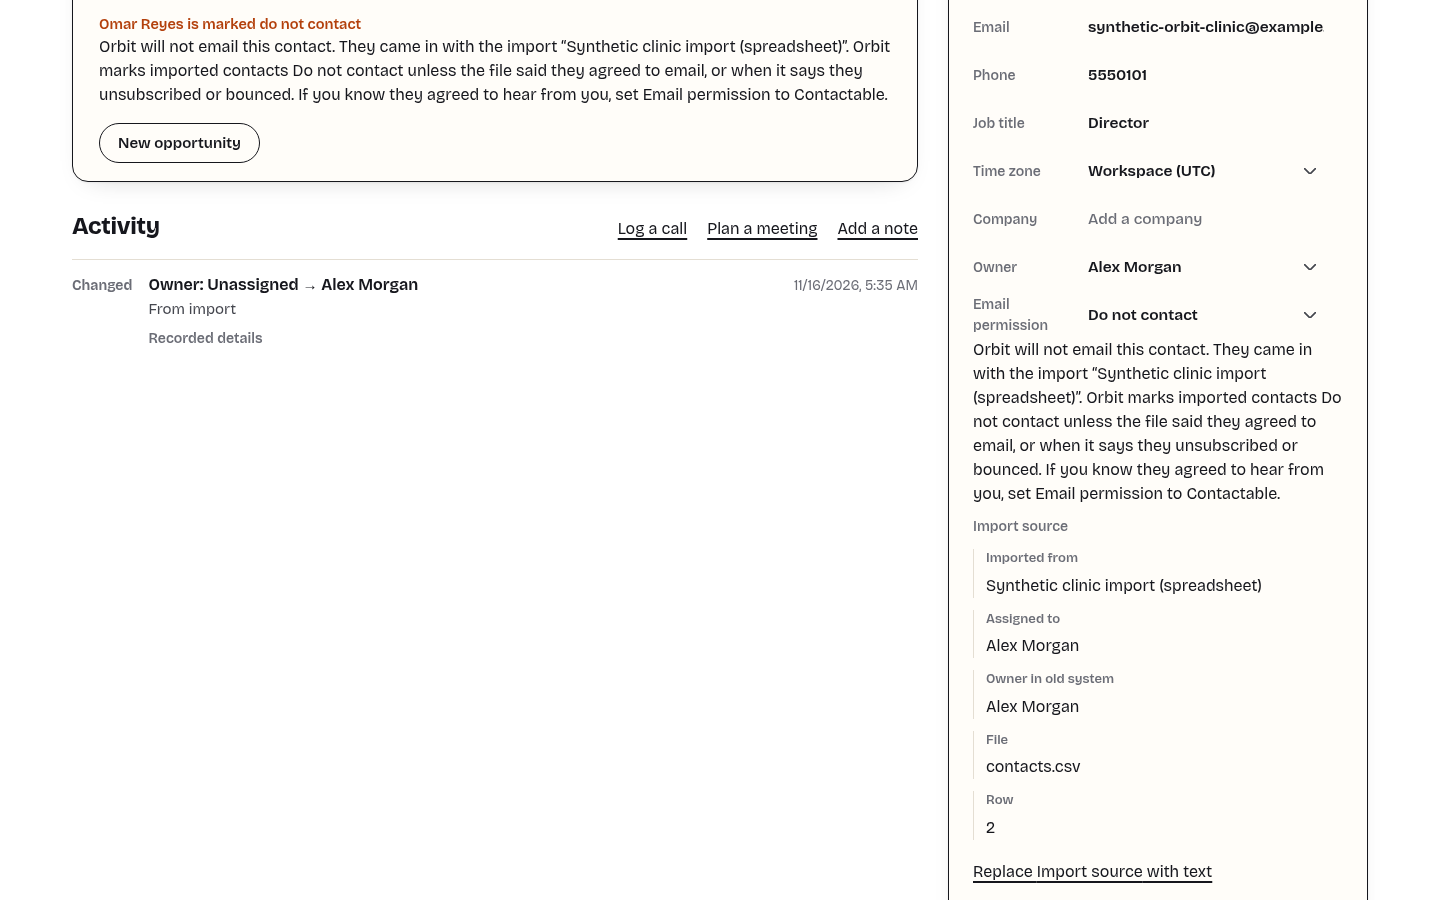 Omar Reyes is marked do not contact
Orbit will not email this contact. They came in with the import “Synthetic clinic import (spreadsheet)”. Orbit
marks imported contacts Do not contact unless the file said they agreed to email, or when it says they
unsubscribed or bounced. If you know they agreed to hear from you, set Email permission to Contactable.
New opportunity
Activity
Log a call
Plan a meeting
Add a note
Changed
Owner: Unassigned → Alex Morgan
11/16/2026, 5:35 AM
From import
Recorded details
Email
synthetic-orbit-clinic@example
Phone
5550101
Job title
Director
Time zone
Workspace (UTC)
Company
Add a company
Owner
Alex Morgan
Email
permission
Do not contact
Orbit will not email this contact. They came in
with the import “Synthetic clinic import
(spreadsheet)”. Orbit marks imported contacts Do
not contact unless the file said they agreed to
email, or when it says they unsubscribed or
bounced. If you know they agreed to hear from
you, set Email permission to Contactable.
Import source
Imported from
Synthetic clinic import (spreadsheet)
Assigned to
Alex Morgan
Owner in old system
Alex Morgan
File
contacts.csv
Row
2
Replace Import source with text